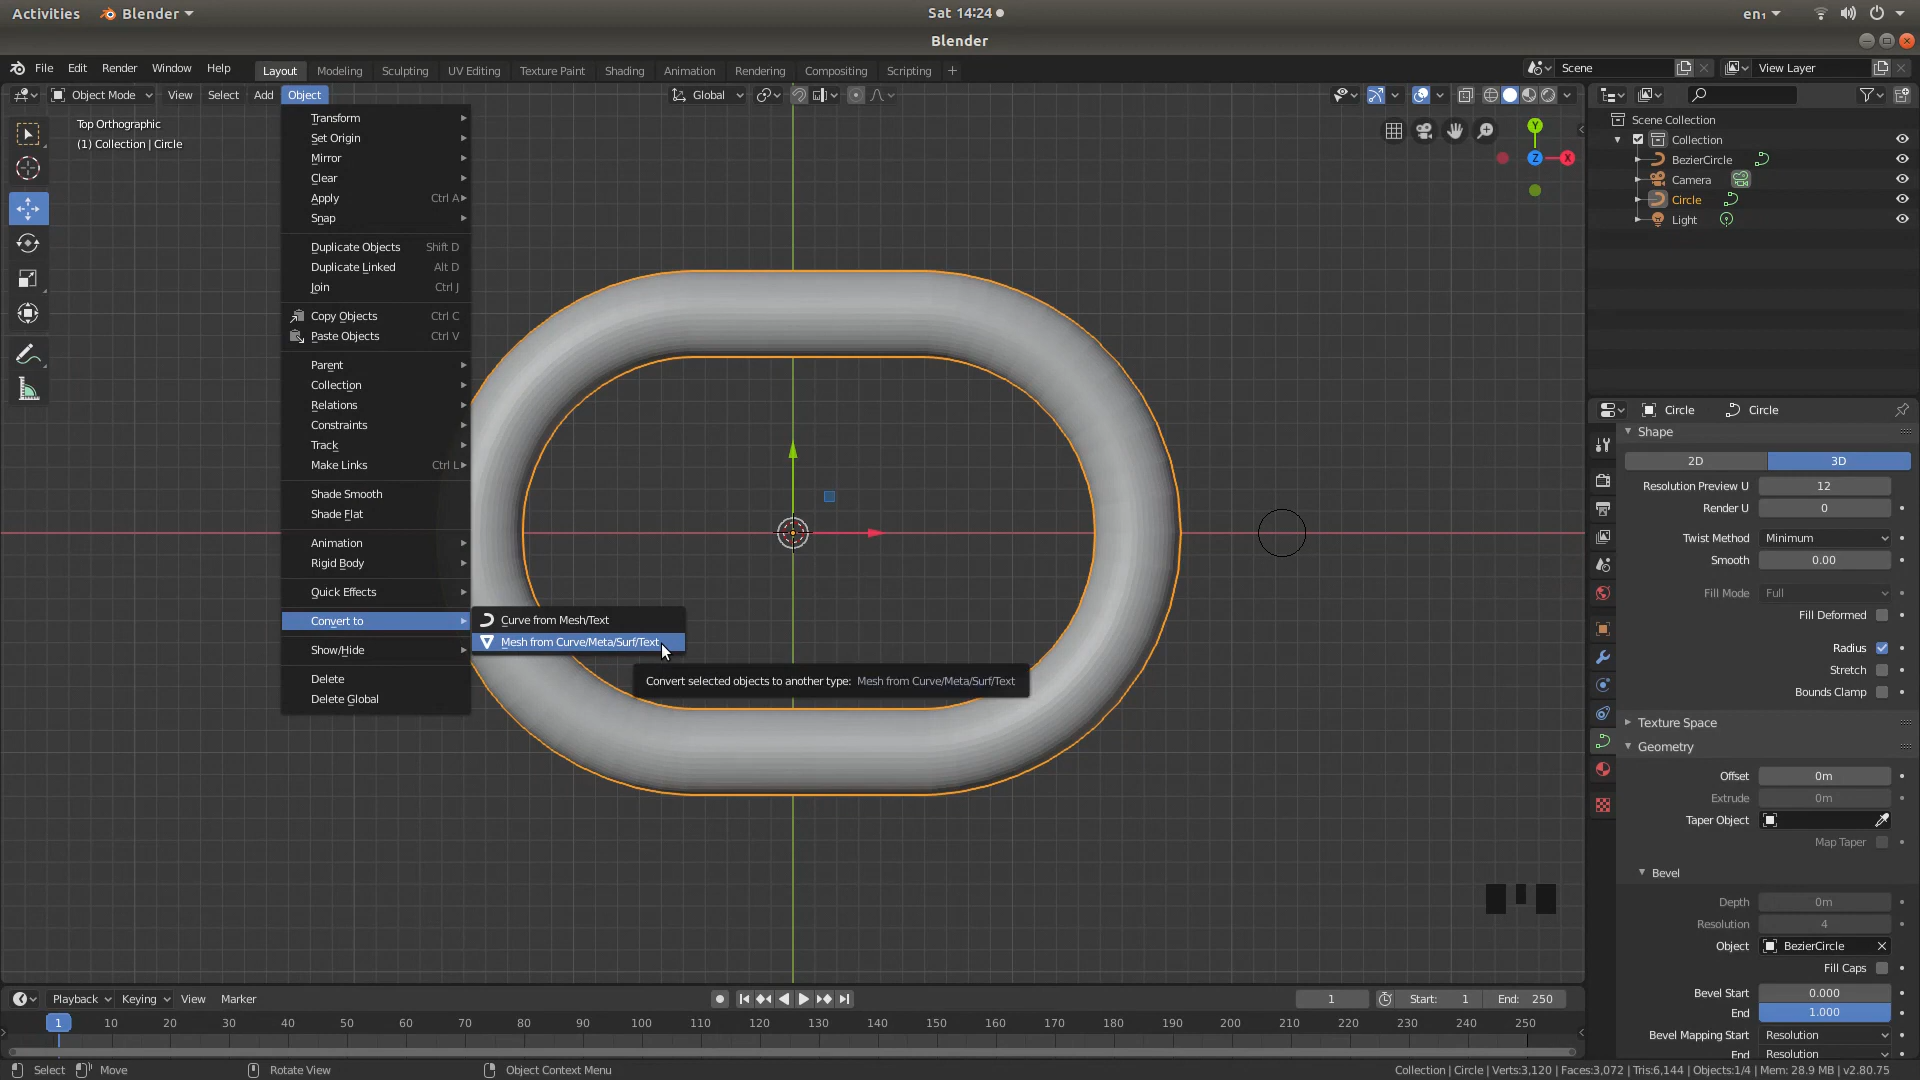 Activities Blender Sat 14:24 en₁
Blender
File Edit Render Window Help Layout Modeling Sculpting UV Editing Texture Paint Shading Animation Rendering Compositing Scripting + Scene View Layer
Object Mode View Select Add Object Global
Top Orthographic
(1) Collection | Circle
Transform
Set Origin
Mirror
Clear
Apply Ctrl A
Snap
Duplicate Objects Shift D
Duplicate Linked Alt D
Join Ctrl J
Copy Objects Ctrl C
Paste Objects Ctrl V
Parent
Collection
Relations
Constraints
Track
Make Links Ctrl L
Shade Smooth
Shade Flat
Animation
Rigid Body
Quick Effects
Convert to
Show/Hide
Delete
Delete Global
Curve from Mesh/Text
Mesh from Curve/Meta/Surf/Text
Convert selected objects to another type: Mesh from Curve/Meta/Surf/Text
Y
Z X
Scene Collection
Collection
BezierCircle
Camera
Circle
Light
Circle Circle
Shape
2D 3D
Resolution Preview U 12
Render U 0
Twist Method Minimum
Smooth 0.00
Fill Mode Full
Fill Deformed
Radius
Stretch
Bounds Clamp
Texture Space
Geometry
Offset 0m
Extrude 0m
Taper Object
Map Taper
Bevel
Depth 0m
Resolution 4
Object BezierCircle
Fill Caps
Bevel Start 0.000
End 1.000
Bevel Mapping Start Resolution
End Resolution
Playback Keying View Marker 1 Start: 1 End: 250
1 10 20 30 40 50 60 70 80 90 100 110 120 130 140 150 160 170 180 190 200 210 220 230 240 250
Select Move Rotate View Object Context Menu Collection | Circle | Verts:3,120 | Faces:3,072 | Tris:6,144 | Objects:1/4 | Mem: 28.9 MB | v2.80.75